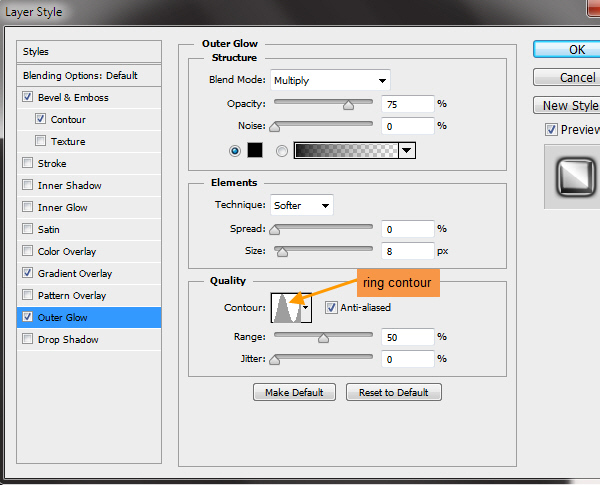 Layer Style
Styles
Blending Options: Default
Bevel & Emboss
Contour
Texture
Stroke
Inner Shadow
Inner Glow
Satin
Color Overlay
Gradient Overlay
Pattern Overlay
Outer Glow
Drop Shadow
Outer Glow
Structure
Blend Mode: Multiply
Opacity: 75 %
Noise: 0 %
Elements
Technique: Softer
Spread: 0 %
Size: 8 px
Quality
ring contour
Contour: Anti-aliased
Range: 50 %
Jitter: 0 %
Make Default Reset to Default
OK
Cancel
New Style
Preview